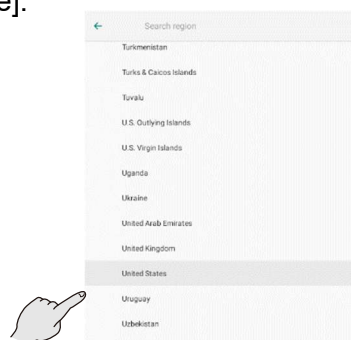 e].
Search region
Turkmenistan
Turks & Caicos Islands
Tuvalu
U.S. Outlying Islands
U.S. Virgin Islands
Uganda
Ukraine
United Arab Emirates
United Kingdom
United States
Uruguay
Uzbekistan